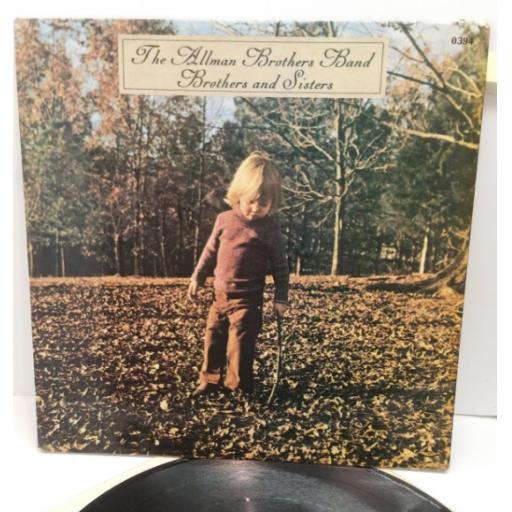 The Allman Brothers Band
Brothers and Sisters
0394